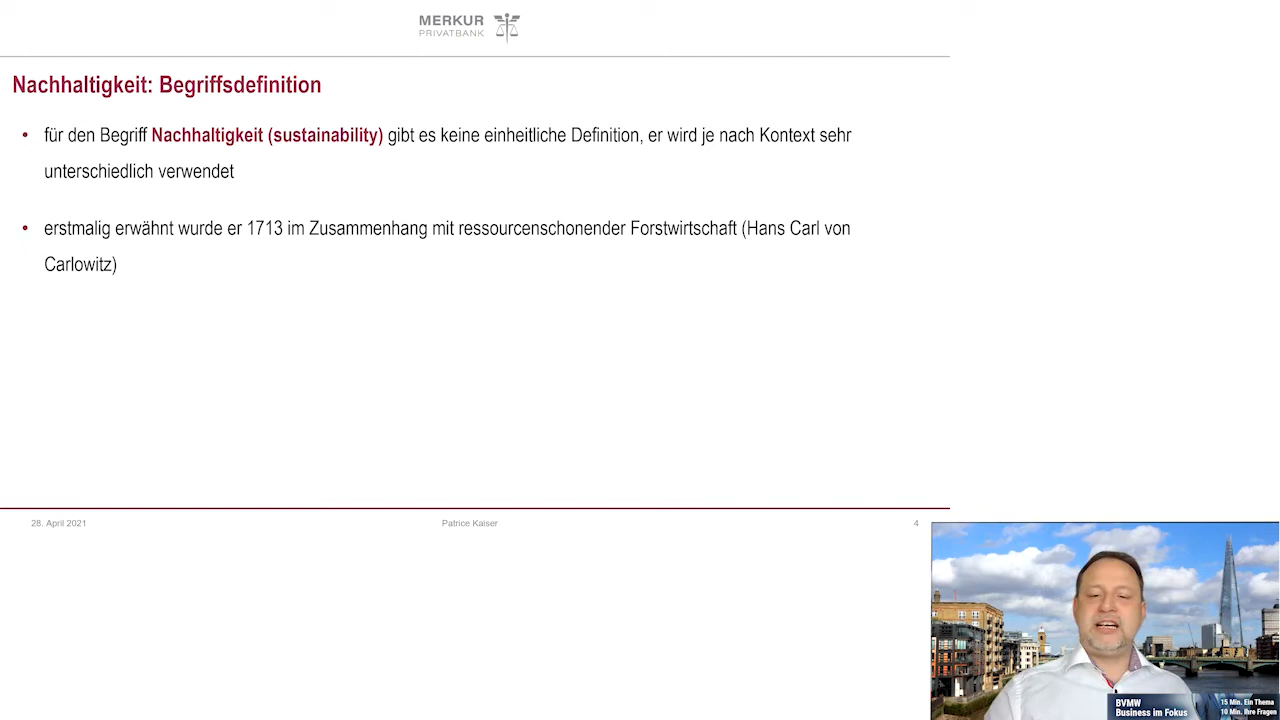 MERKUR
PRIVATBANK
Nachhaltigkeit: Begriffsdefinition
• für den Begriff Nachhaltigkeit (sustainability) gibt es keine einheitliche Definition, er wird je nach Kontext sehr
unterschiedlich verwendet
• erstmalig erwähnt wurde er 1713 im Zusammenhang mit ressourcenschonender Forstwirtschaft (Hans Carl von
Carlowitz)
28. April 2021
Patrice Kaiser
4
BVMW
Business im Fokus
15 Min. Ein Thema
10 Min. Ihre Fragen